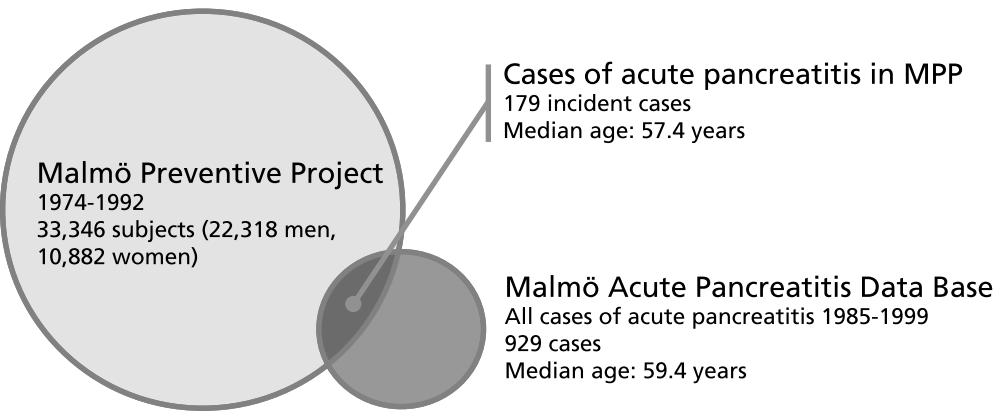 Cases of acute pancreatitis in MPP
179 incident cases
Median age: 57.4 years
Malmö Preventive Project
1974-1992
33,346 subjects (22,318 men,
10,882 women)
Malmö Acute Pancreatitis Data Base
All cases of acute pancreatitis 1985-1999
929 cases
Median age: 59.4 years